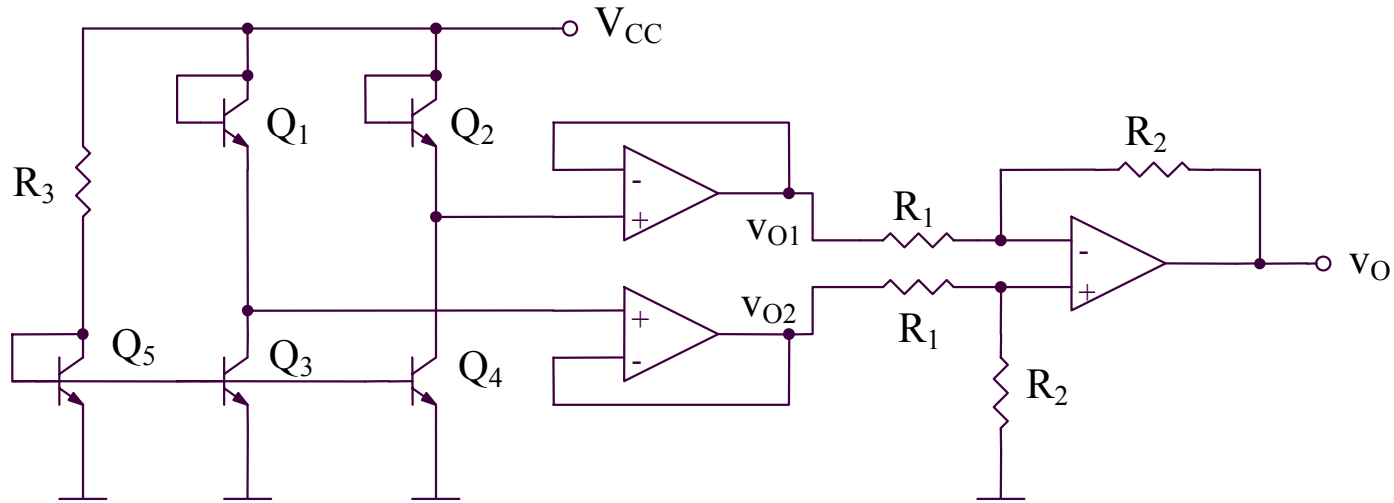 V_CC
Q_1
Q_2
R_3
Q_5
Q_3
Q_4
-
+
v_O1
+
-
v_O2
R_1
R_1
R_2
-
+
R_2
v_O